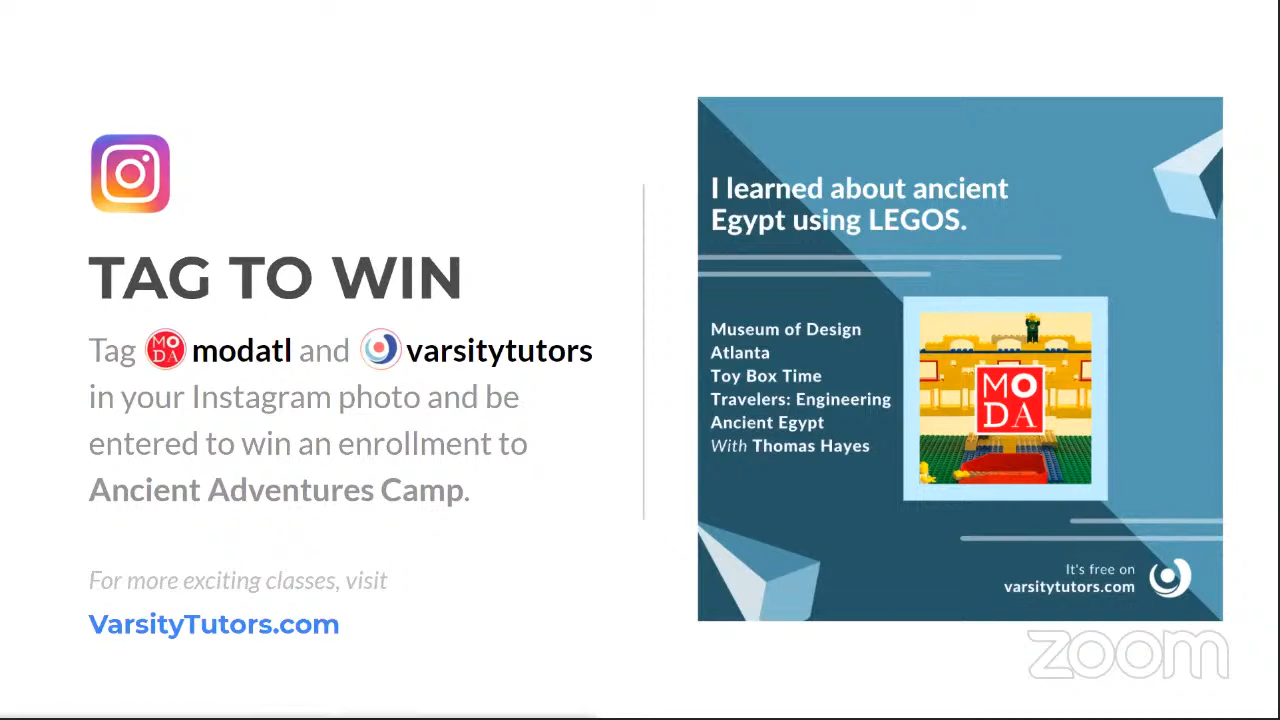 TAG TO WIN
Tag MODA modatl and varsitytutors
in your Instagram photo and be
entered to win an enrollment to
Ancient Adventures Camp.
For more exciting classes, visit
VarsityTutors.com
I learned about ancient
Egypt using LEGOS.
Museum of Design
Atlanta
Toy Box Time
Travelers: Engineering
Ancient Egypt
With Thomas Hayes
MO
DA
It's free on
varsitytutors.com
zoom